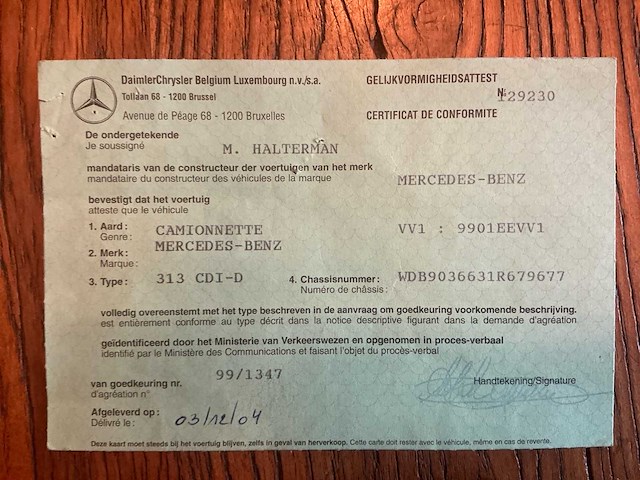 DaimlerChrysler Belgium Luxembourg n.v./s.a.
Tollaan 68 - 1200 Brussel
Avenue de Péage 68 - 1200 Bruxelles
GELIJKVORMIGHEIDSATTEST
№ 129230
CERTIFICAT DE CONFORMITE
De ondergetekende
Je soussigné M. HALTERMAN
mandataris van de constructeur der voertuigen van het merk
mandataire du constructeur des véhicules de la marque MERCEDES-BENZ
bevestigt dat het voertuig
atteste que le véhicule
1. Aard : CAMIONNETTE VV1 : 9901EEVV1
Genre :
2. Merk : MERCEDES-BENZ
Marque :
3. Type : 313 CDI-D 4. Chassisnummer : WDB9036631R679677
Numéro de châssis :
volledig overeenstemt met het type beschreven in de aanvraag om goedkeuring voorkomende beschrijving.
est entièrement conforme au type décrit dans la notice descriptive figurant dans la demande d'agréation
geïdentificeerd door het Ministerie van Verkeerswezen en opgenomen in proces-verbaal
identifié par le Ministère des Communications et faisant l'objet du procès-verbal
van goedkeuring nr. 99/1347
d'agréation n°
Handtekening/Signature
Afgeleverd op :
Délivré le : 03/12/04
Deze kaart moet steeds bij het voertuig blijven, zelfs in geval van herverkoop. Cette carte doit rester avec le véhicule, même en cas de revente.